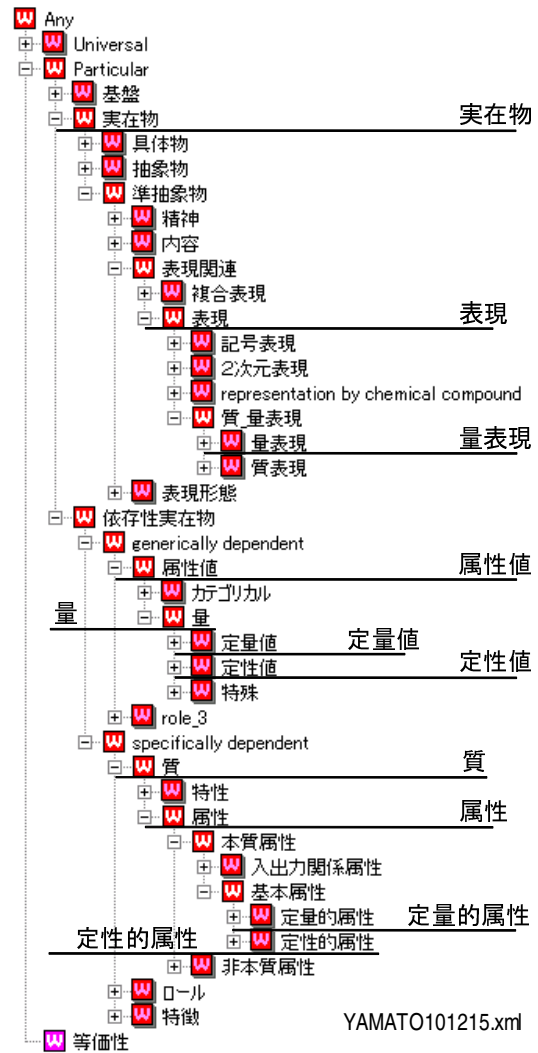 Any
Universal
Particular
基盤
実在物 実在物
具体物
抽象物
準抽象物
精神
内容
表現関連
複合表現
表現 表現
記号表現
2次元表現
representation by chemical compound
質_量表現
量表現 量表現
質表現
表現形態
依存性実在物
generically dependent
属性値 属性値
カテゴリカル
量 量
定量値 定量値
定性値 定性値
特殊
role_3
specifically dependent
質 質
特性
属性 属性
本質属性
入出力関係属性
基本属性
定量的属性 定量的属性
定性的属性 定性的属性
非本質属性
ロール
特徴 YAMATO101215.xml
等価性